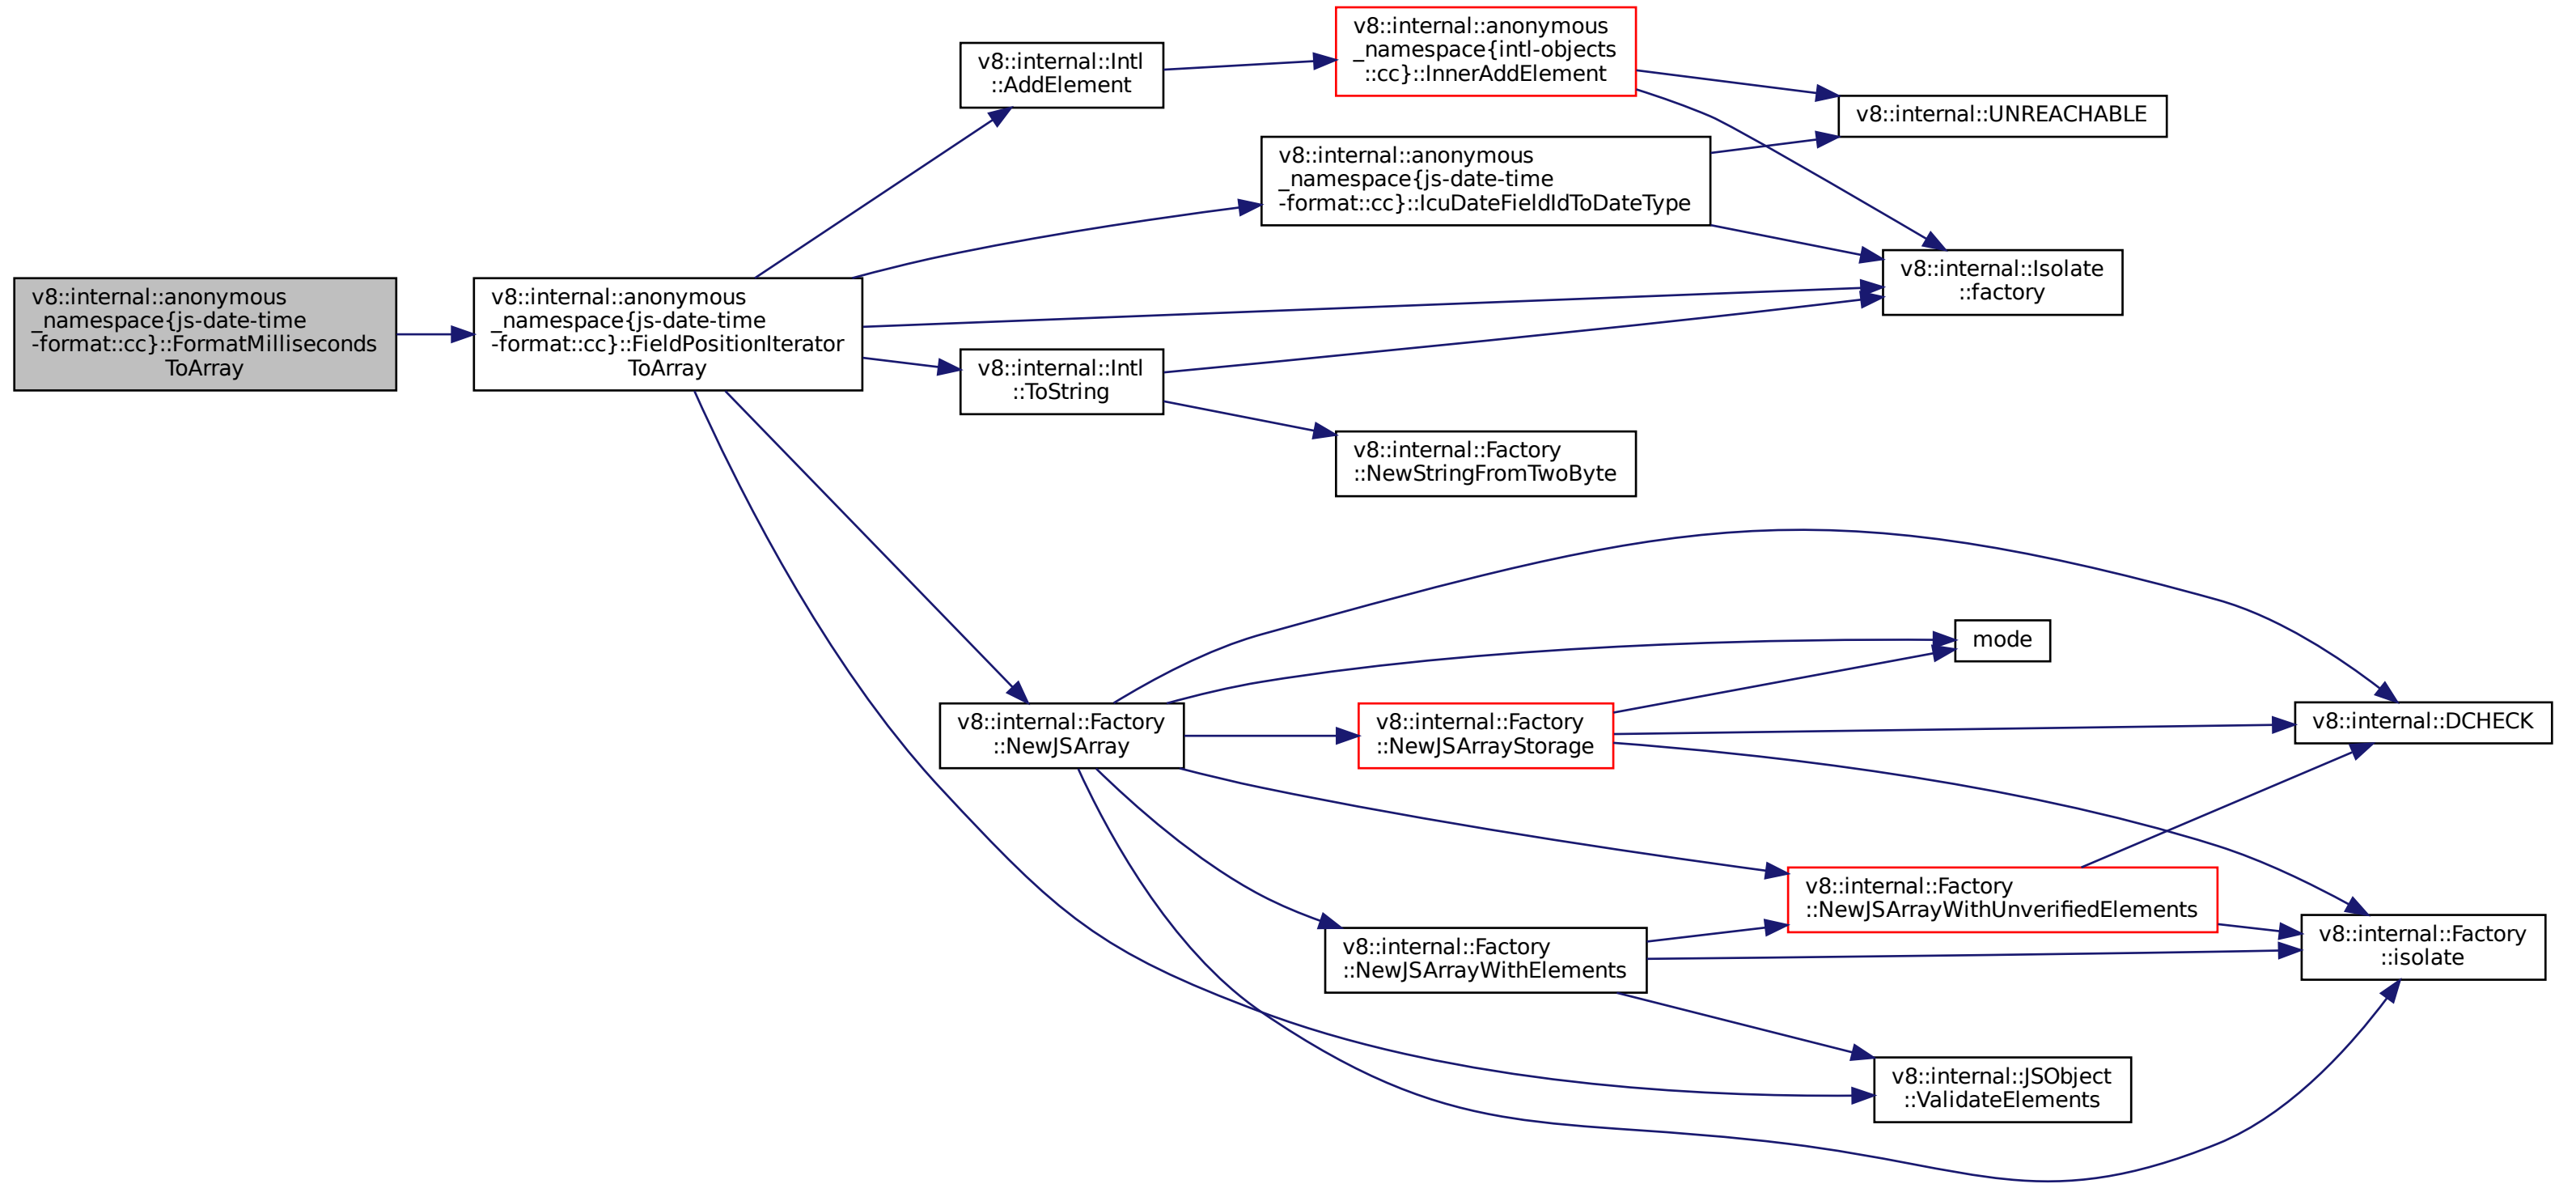 v8::internal::anonymous
_namespace{js-date-time
-format::cc}::FormatMilliseconds
ToArray
v8::internal::anonymous
_namespace{js-date-time
-format::cc}::FieldPositionIterator
ToArray
v8::internal::Intl
::AddElement
v8::internal::anonymous
_namespace{intl-objects
::cc}::InnerAddElement
v8::internal::UNREACHABLE
v8::internal::anonymous
_namespace{js-date-time
-format::cc}::IcuDateFieldIdToDateType
v8::internal::Isolate
::factory
v8::internal::Intl
::ToString
v8::internal::Factory
::NewStringFromTwoByte
mode
v8::internal::Factory
::NewJSArray
v8::internal::Factory
::NewJSArrayStorage
v8::internal::DCHECK
v8::internal::Factory
::NewJSArrayWithUnverifiedElements
v8::internal::Factory
::NewJSArrayWithElements
v8::internal::Factory
::isolate
v8::internal::JSObject
::ValidateElements